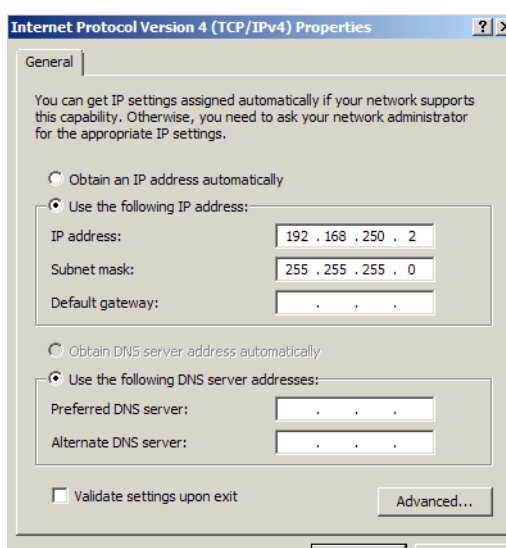 Internet Protocol Version 4 (TCP/IPv4) Properties
General
You can get IP settings assigned automatically if your network supports
this capability. Otherwise, you need to ask your network administrator
for the appropriate IP settings.
Obtain an IP address automatically
Use the following IP address:
IP address: 192 . 168 . 250 . 2
Subnet mask: 255 . 255 . 255 . 0
Default gateway: . . .
Obtain DNS server address automatically
Use the following DNS server addresses:
Preferred DNS server: . . .
Alternate DNS server: . . .
Validate settings upon exit
Advanced...